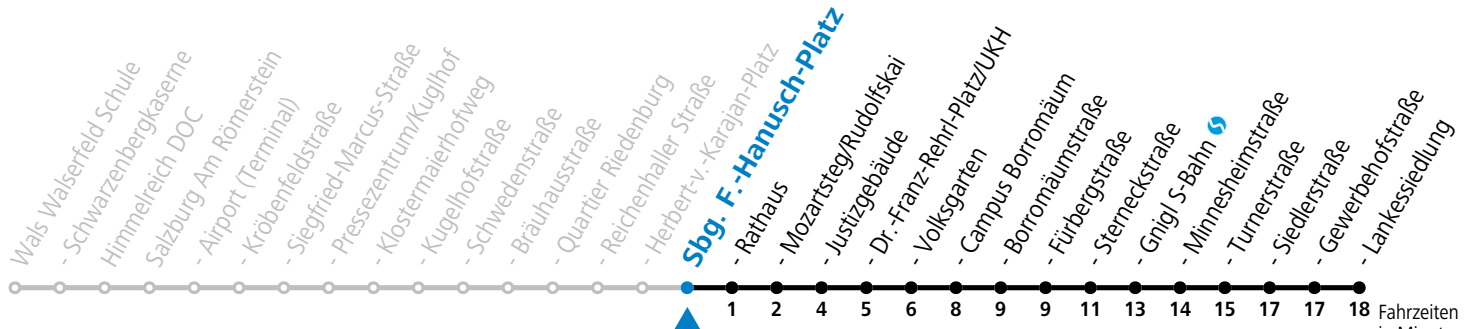 Wals Walserfeld Schule
- Schwarzenbergkaserne
Himmelreich DOC
Salzburg Am Römerstein
- Airport (Terminal)
- Kröbenfeldstraße
- Siegfried-Marcus-Straße
- Pressezentrum/Kuglhof
- Klostermaierhofweg
- Kugelhofstraße
- Schwedenstraße
- Bräuhausstraße
- Quartier Riedenburg
- Reichenhaller Straße
- Herbert-v.-Karajan-Platz
Sbg. F.-Hanusch-Platz
- Rathaus
- Mozartsteg/Rudolfskai
- Justizgebäude
- Dr.-Franz-Rehrl-Platz/UKH
- Volksgarten
- Campus Borromäum
- Borromäumstraße
- Fürbergstraße
- Sterneckstraße
- Gnigl S-Bahn
- Minnesheimstraße
- Turnerstraße
- Siedlerstraße
- Gewerbehofstraße
- Lankessiedlung
1 2 4 5 6 8 9 9 11 13 14 15 17 17 18 Fahrzeiten